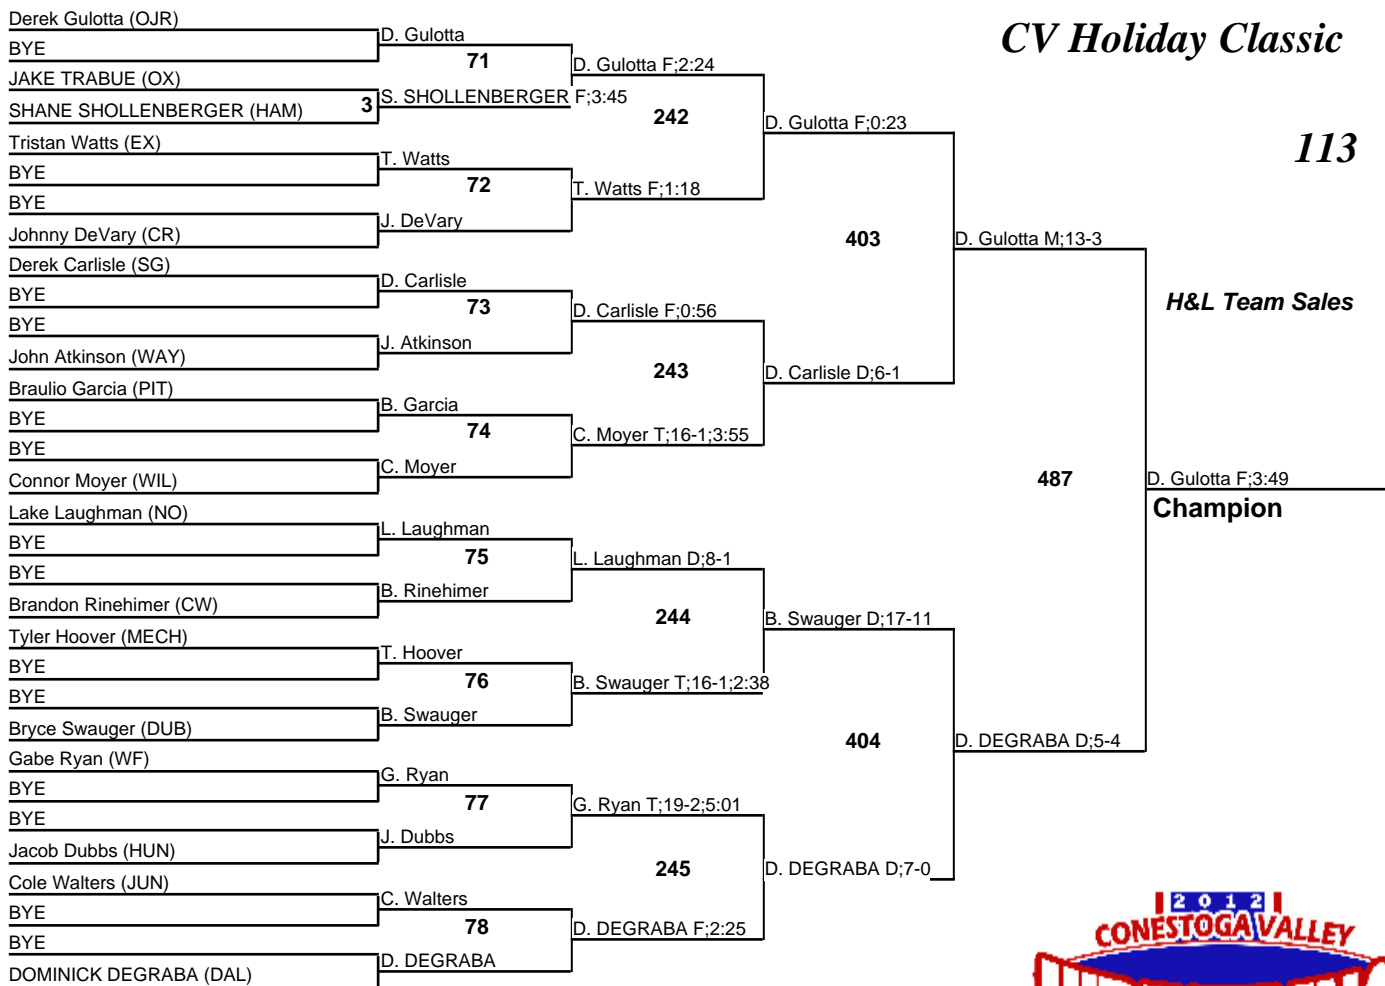 CV Holiday Classic
113
H&L Team Sales
Derek Gulotta (OJR)
BYE
JAKE TRABUE (OX)
SHANE SHOLLENBERGER (HAM)
Tristan Watts (EX)
BYE
BYE
Johnny DeVary (CR)
Derek Carlisle (SG)
BYE
BYE
John Atkinson (WAY)
Braulio Garcia (PIT)
BYE
BYE
Connor Moyer (WIL)
Lake Laughman (NO)
BYE
BYE
Brandon Rinehimer (CW)
Tyler Hoover (MECH)
BYE
BYE
Bryce Swauger (DUB)
Gabe Ryan (WF)
BYE
BYE
Jacob Dubbs (HUN)
Cole Walters (JUN)
BYE
BYE
DOMINICK DEGRABA (DAL)
3
D. Gulotta
71
S. SHOLLENBERGER F;3:45
T. Watts
72
J. DeVary
D. Carlisle
73
J. Atkinson
B. Garcia
74
C. Moyer
L. Laughman
75
B. Rinehimer
T. Hoover
76
B. Swauger
G. Ryan
77
J. Dubbs
C. Walters
78
D. DEGRABA
D. Gulotta F;2:24
242
T. Watts F;1:18
D. Carlisle F;0:56
243
C. Moyer T;16-1;3:55
L. Laughman D;8-1
244
B. Swauger T;16-1;2:38
G. Ryan T;19-2;5:01
245
D. DEGRABA F;2:25
D. Gulotta F;0:23
403
D. Carlisle D;6-1
B. Swauger D;17-11
404
D. DEGRABA D;7-0
D. Gulotta M;13-3
487
D. DEGRABA D;5-4
D. Gulotta F;3:49
Champion
2012
CONESTOGA VALLEY